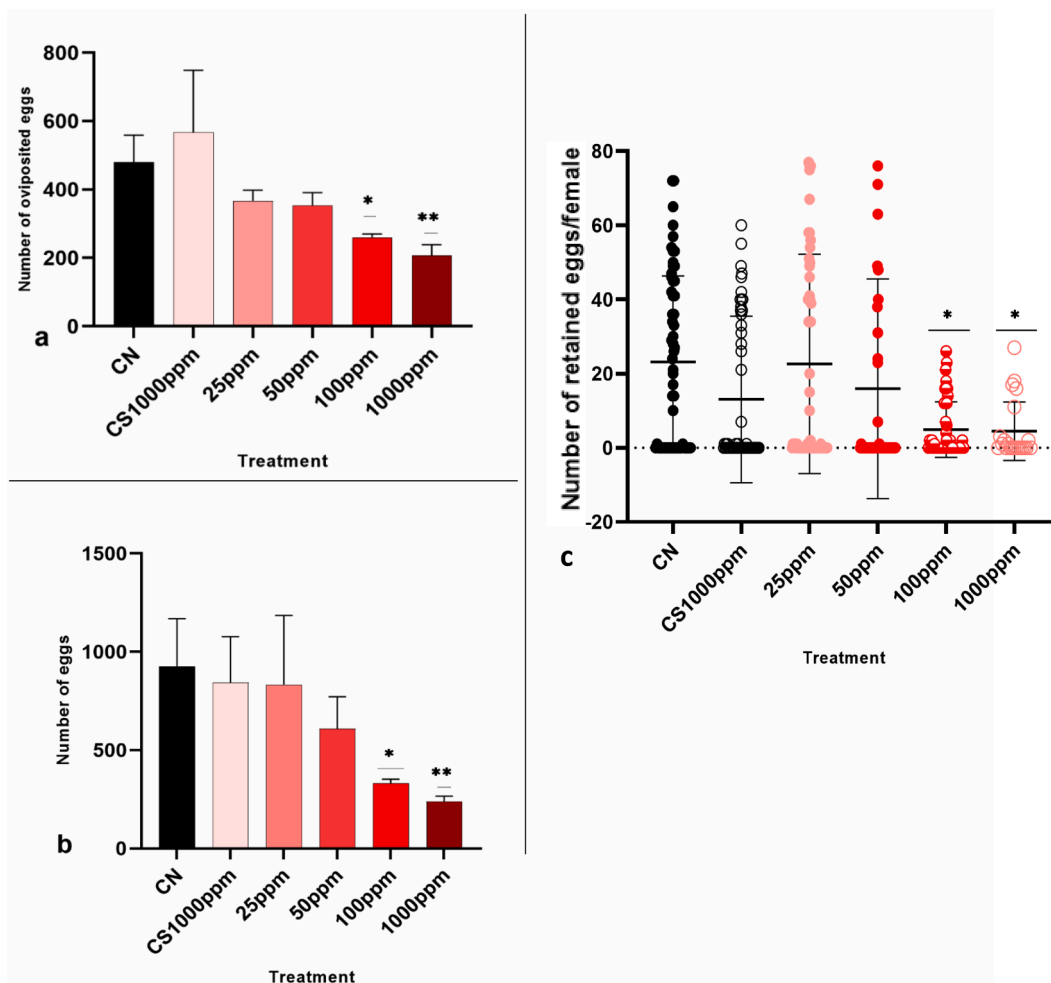 800
600
400
200
0
Number of oviposited eggs
*
**
a
CN
CS1000ppm
25ppm
50ppm
100ppm
1000ppm
Treatment
1500
1000
500
0
Number of eggs
*
**
b
CN
CS1000ppm
25ppm
50ppm
100ppm
1000ppm
Treatment
80
60
40
20
0
-20
Number of retained eggs/female
*
*
c
CN
CS1000ppm
25ppm
50ppm
100ppm
1000ppm
Treatment